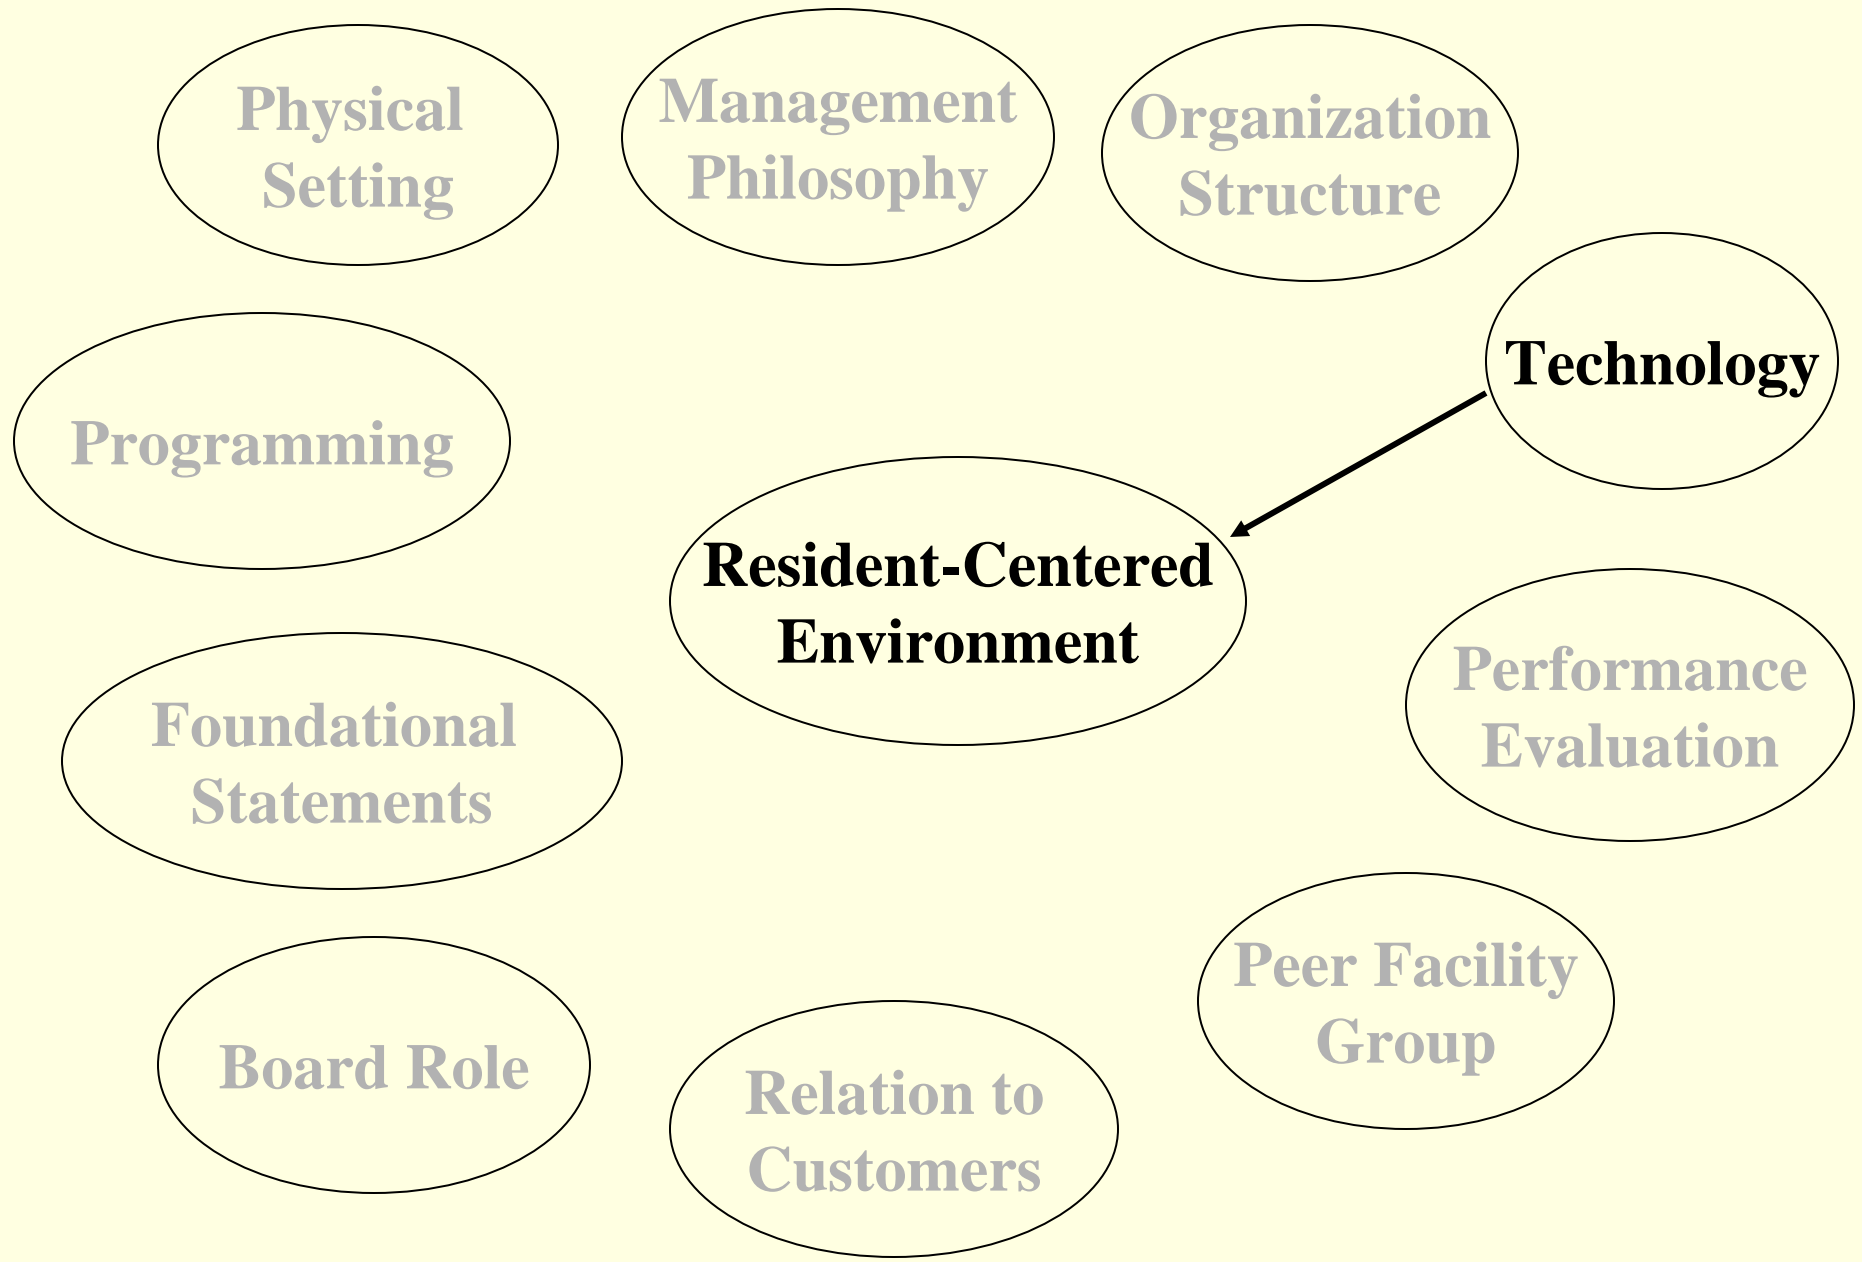 Physical
Setting
Management
Philosophy
Organization
Structure
Technology
Programming
Resident-Centered
Environment
Performance
Evaluation
Foundational
Statements
Peer Facility
Group
Board Role
Relation to
Customers